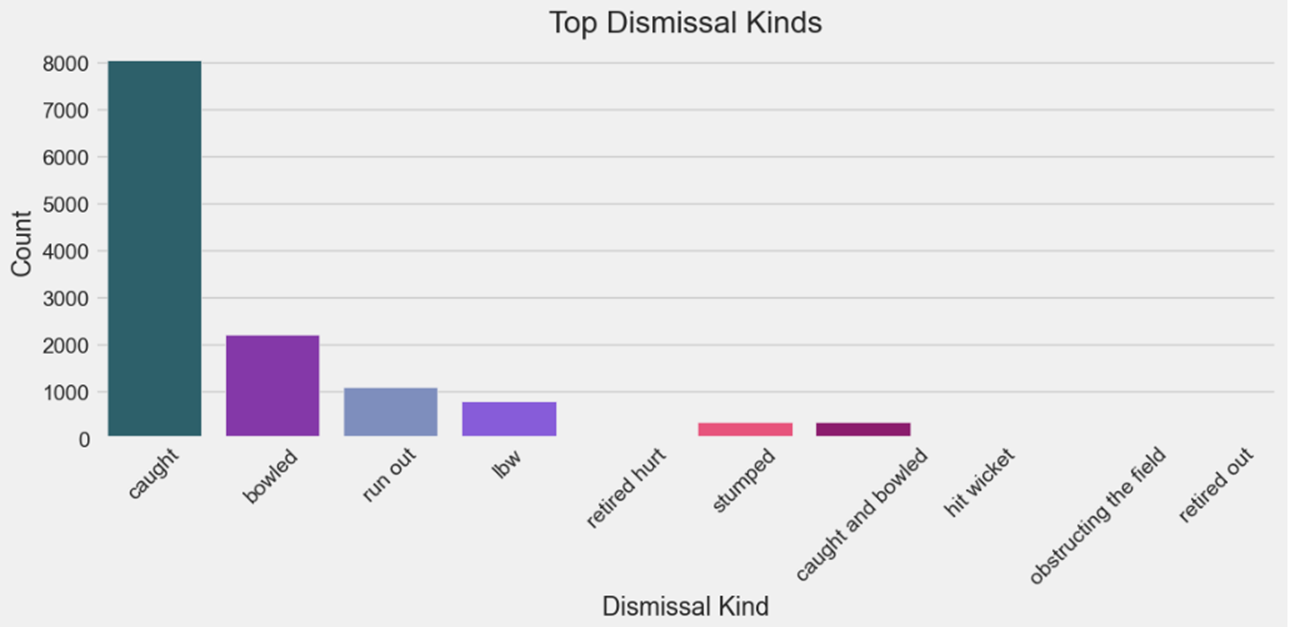 Top Dismissal Kinds
8000
7000
6000
5000
4000
3000
2000
1000
0
Count
caught
bowled
run out
lbw
retired hurt
stumped
caught and bowled
hit wicket
obstructing the field
retired out
Dismissal Kind